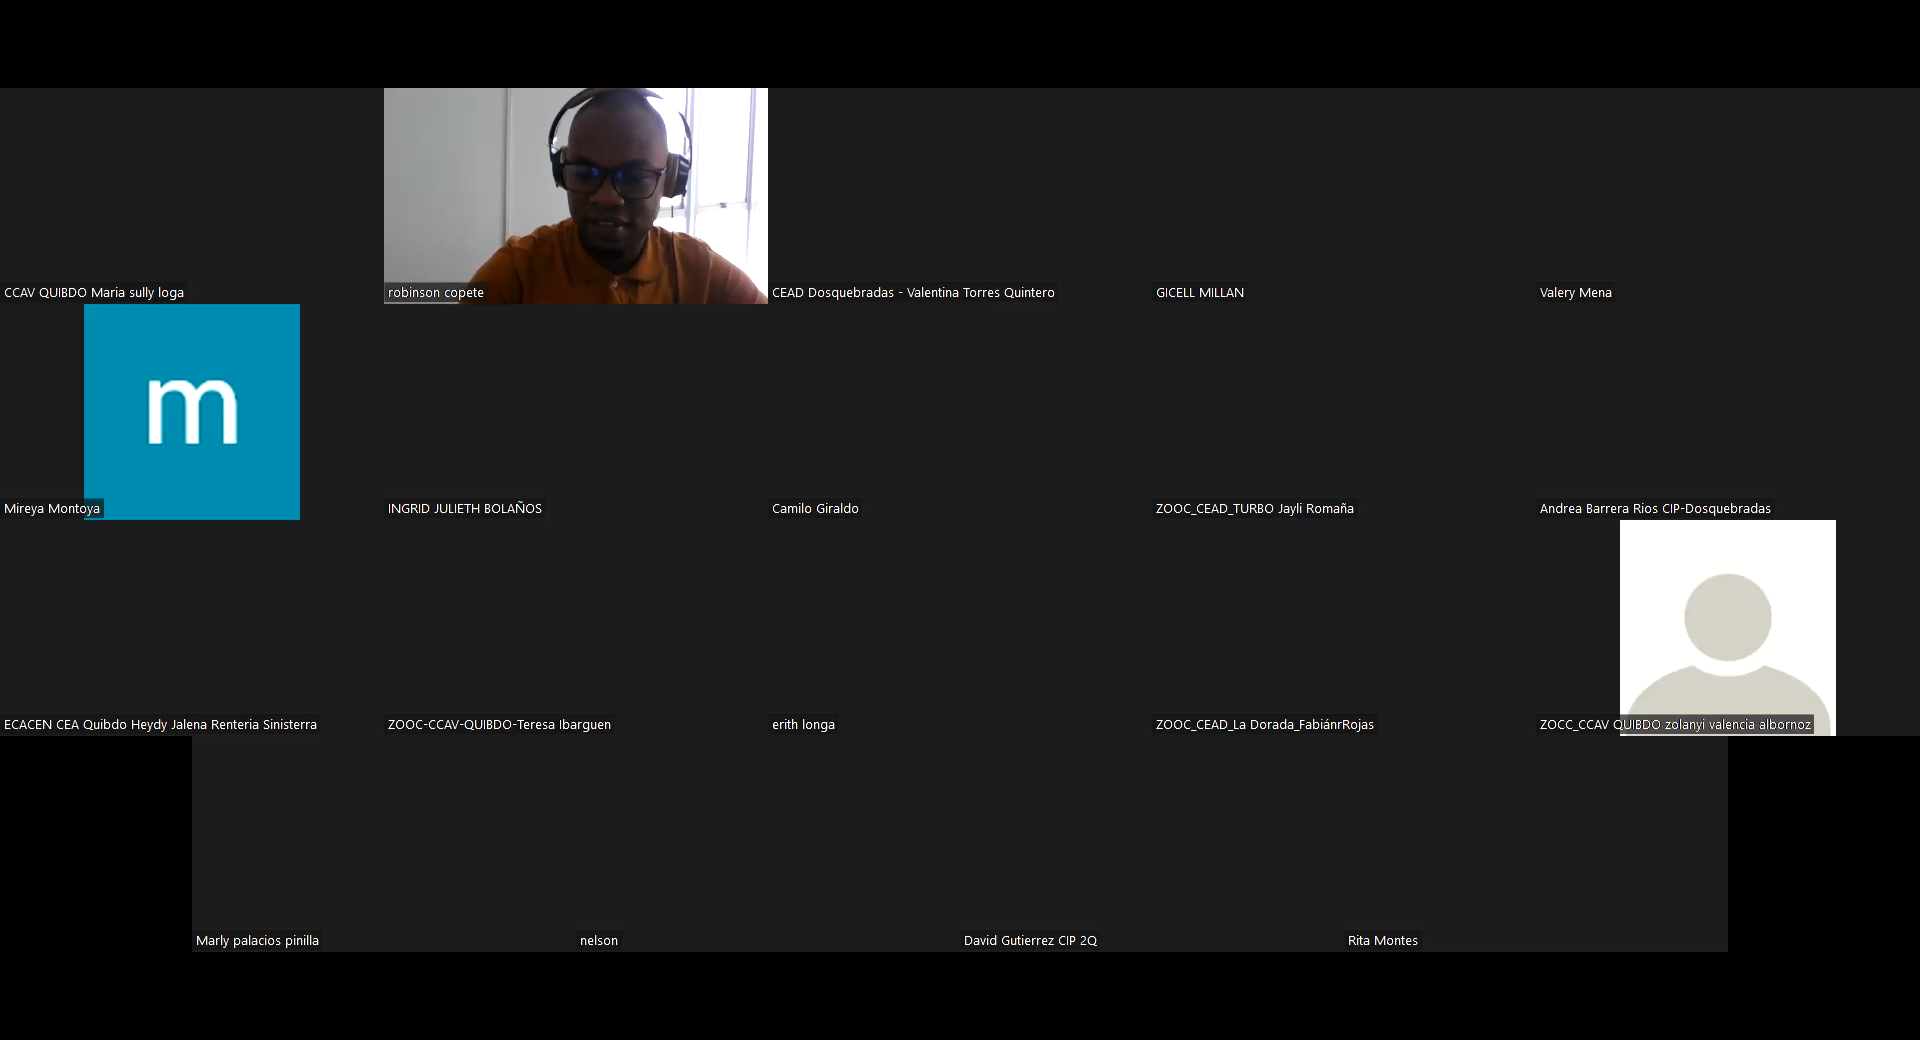 CCAV QUIBDO Maria sully loga
robinson copete
CEAD Dosquebradas - Valentina Torres Quintero
GICELL MILLAN
Valery Mena
m
Mireya Montoya
INGRID JULIETH BOLAÑOS
Camilo Giraldo
ZOOC_CEAD_TURBO Jayli Romaña
Andrea Barrera Rios CIP-Dosquebradas
ECACEN CEA Quibdo Heydy Jalena Renteria Sinisterra
ZOOC-CCAV-QUIBDO-Teresa Ibarguen
erith longa
ZOOC_CEAD_La Dorada_FabiánrRojas
ZOCC_CCAV QUIBDO zolanyi valencia albornoz
Marly palacios pinilla
nelson
David Gutierrez CIP 2Q
Rita Montes